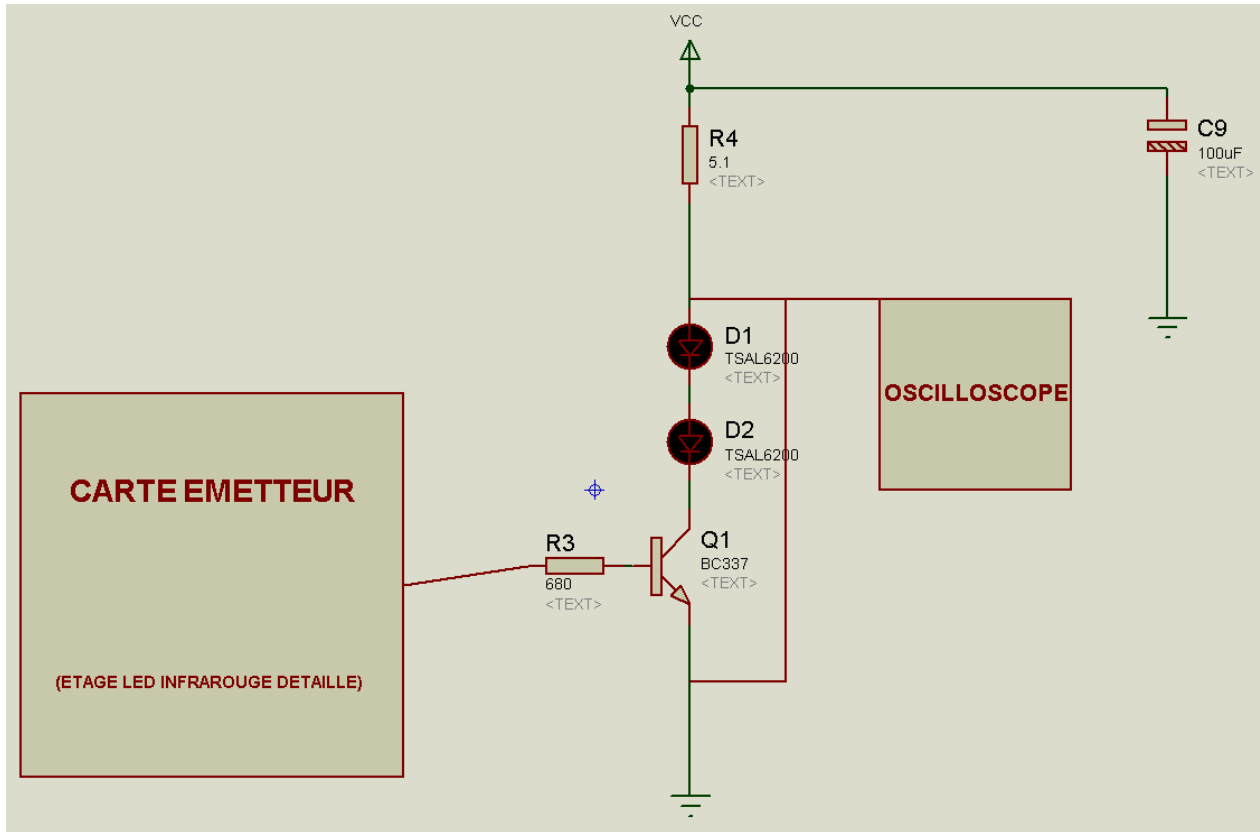 VCC
R4
5.1
<TEXT>
C9
100uF
<TEXT>
D1
TSAL6200
<TEXT>
OSCILLOSCOPE
D2
TSAL6200
<TEXT>
CARTE EMETTEUR
R3
680
<TEXT>
Q1
BC337
<TEXT>
(ETAGE LED INFRAROUGE DETAILLE)